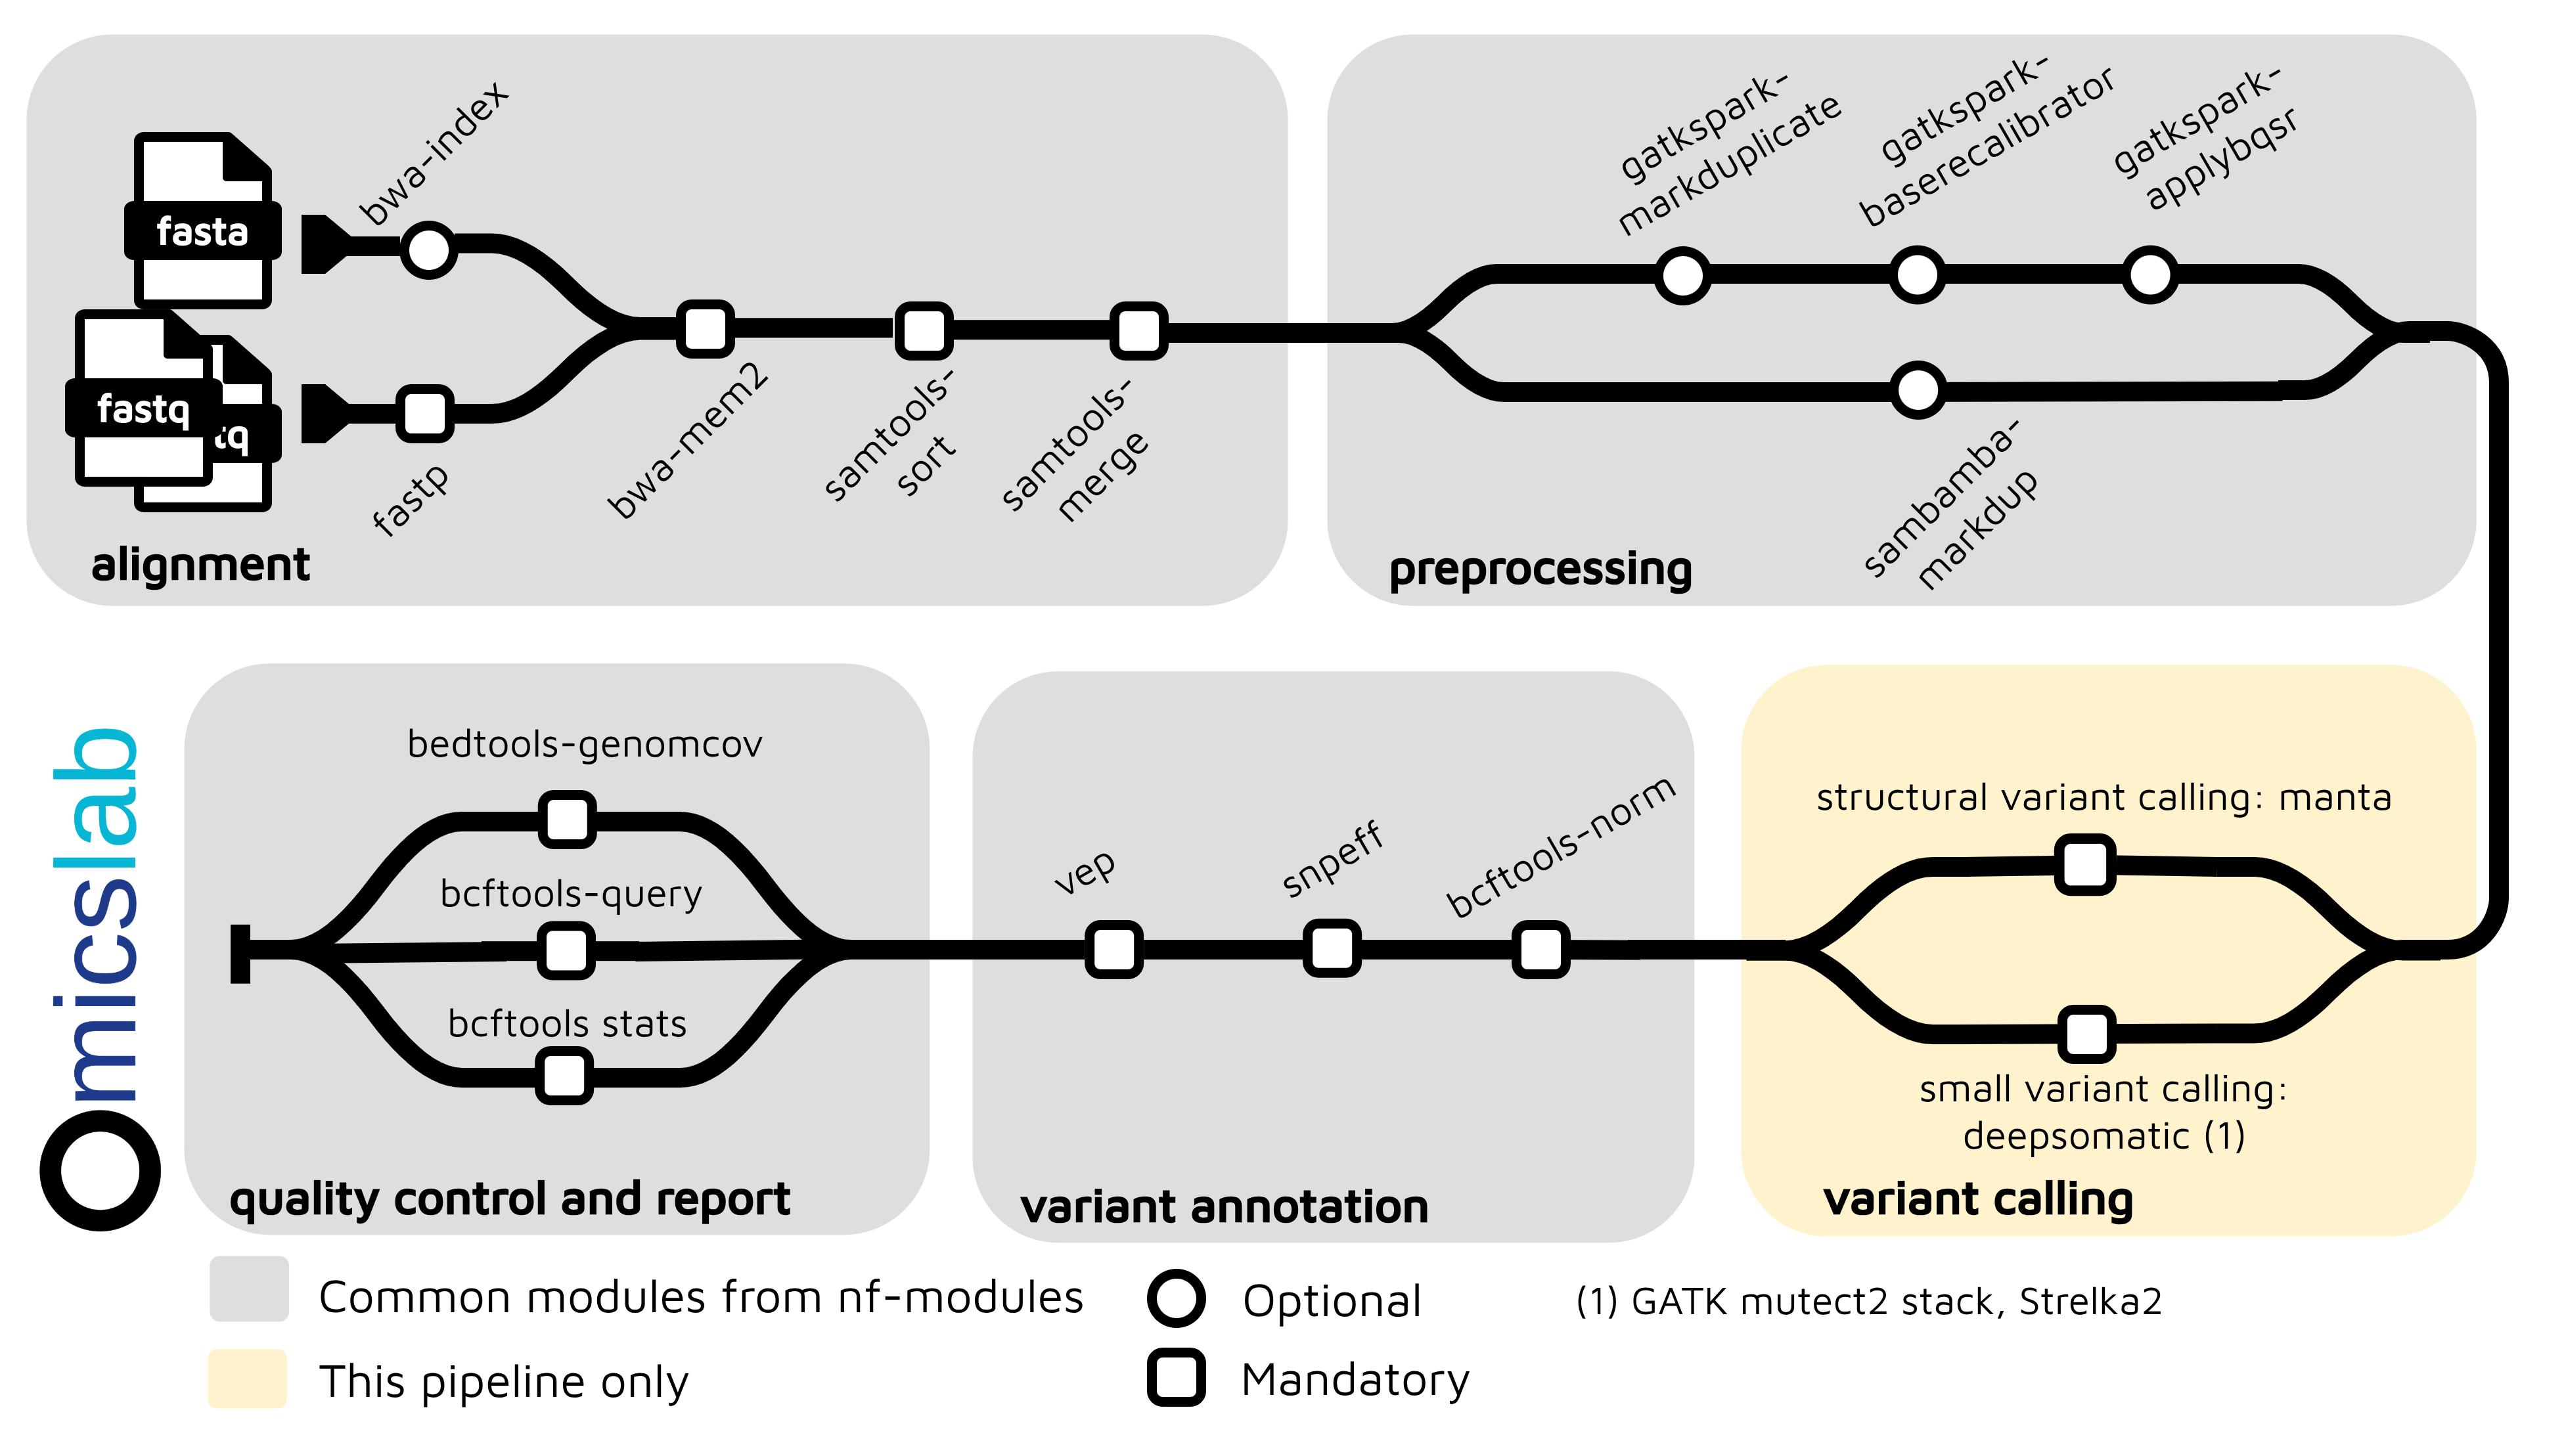 fasta
bwa-index
fastq
tq
fastp
bwa-mem2
samtools-
sort
samtools-
merge
alignment
gatkspark-
markduplicate
gatkspark-
baserecalibrator
gatkspark-
applybqsr
sambamba-
markdup
preprocessing
omicslab
bedtools-genomcov
bcftools-query
bcftools stats
quality control and report
vep
snpeff
bcftools-norm
variant annotation
structural variant calling: manta
small variant calling:
deepsomatic (1)
variant calling
Common modules from nf-modules
This pipeline only
Optional
Mandatory
(1) GATK mutect2 stack, Strelka2